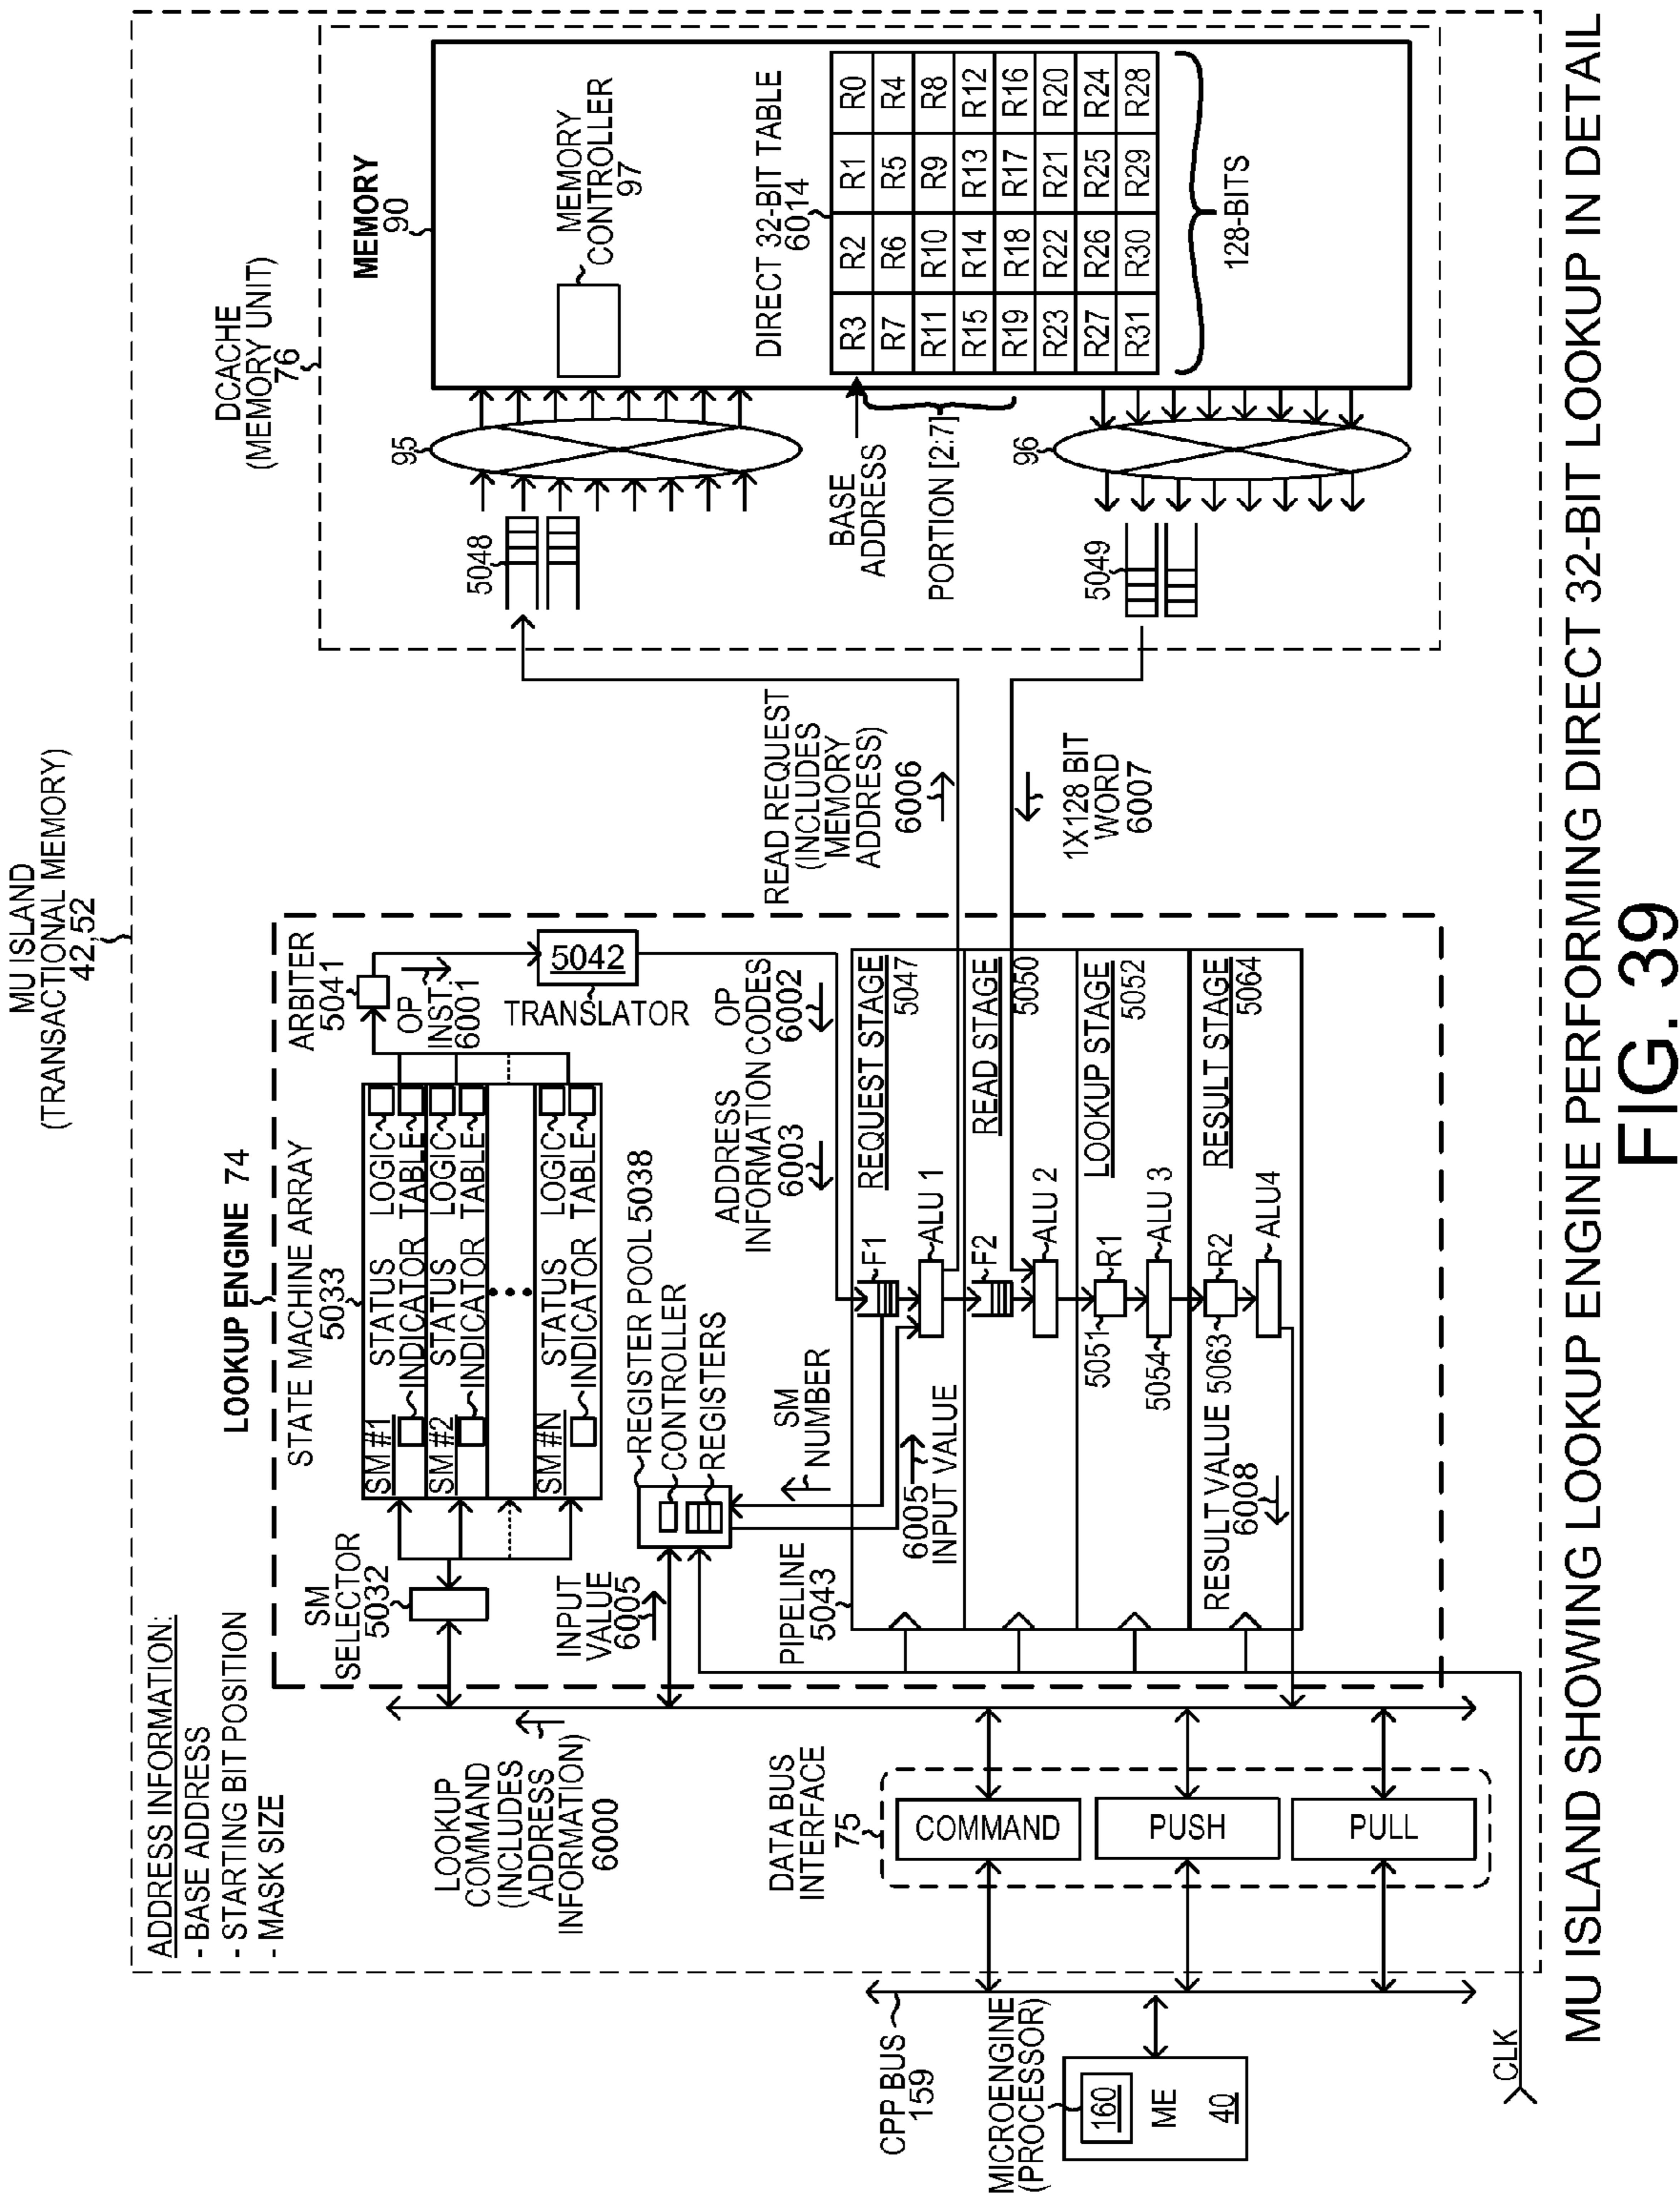 MU ISLAND
(TRANSACTIONAL MEMORY)
42,52
ADDRESS INFORMATION:
- BASE ADDRESS
- STARTING BIT POSITION
- MASK SIZE
LOOKUP ENGINE 74
STATE MACHINE ARRAY
5033
SM
SELECTOR
5032
SM #1
STATUS
INDICATOR
LOGIC
TABLE
SM #2
STATUS
INDICATOR
LOGIC
TABLE
SM #N
STATUS
INDICATOR
LOGIC
TABLE
ARBITER
5041
OP
INST.
6001
5042
TRANSLATOR
LOOKUP
COMMAND
(INCLUDES
ADDRESS
INFORMATION)
6000
INPUT
VALUE
6005
REGISTER POOL 5038
CONTROLLER
REGISTERS
SM
NUMBER
ADDRESS
INFORMATION CODES
6003
OP
6002
PIPELINE
5043
6005
INPUT VALUE
F1
REQUEST STAGE
5047
ALU 1
F2
READ STAGE
5050
ALU 2
5051
R1
LOOKUP STAGE
5052
5054
ALU 3
RESULT VALUE 5063
6008
R2
RESULT STAGE
5064
ALU4
DATA BUS
INTERFACE
75
COMMAND
PUSH
PULL
CPP BUS
159
MICROENGINE
(PROCESSOR)
160
ME
40
CLK
READ REQUEST
(INCLUDES
MEMORY
ADDRESS)
6006
1X128 BIT
WORD
6007
DCACHE
(MEMORY UNIT)
76
MEMORY
90
MEMORY
CONTROLLER
97
95
5048
BASE
ADDRESS
PORTION [2:7]
DIRECT 32-BIT TABLE
6014
R3 R2 R1 R0
R7 R6 R5 R4
R11 R10 R9 R8
R15 R14 R13 R12
R19 R18 R17 R16
R23 R22 R21 R20
R27 R26 R25 R24
R31 R30 R29 R28
128-BITS
96
5049
MU ISLAND SHOWING LOOKUP ENGINE PERFORMING DIRECT 32-BIT LOOKUP IN DETAIL
FIG. 39